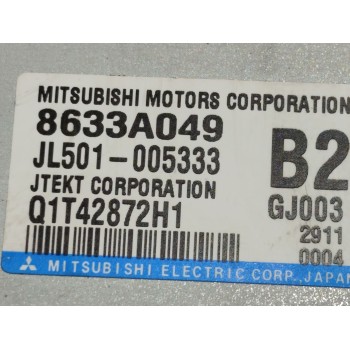 MITSUBISHI MOTORS CORPORATION
8633A049 B2
JL501-005333
JTEKT CORPORATION GJ003
Q1T42872H1 2911
0004
MITSUBISHI ELECTRIC CORP. JAPAN